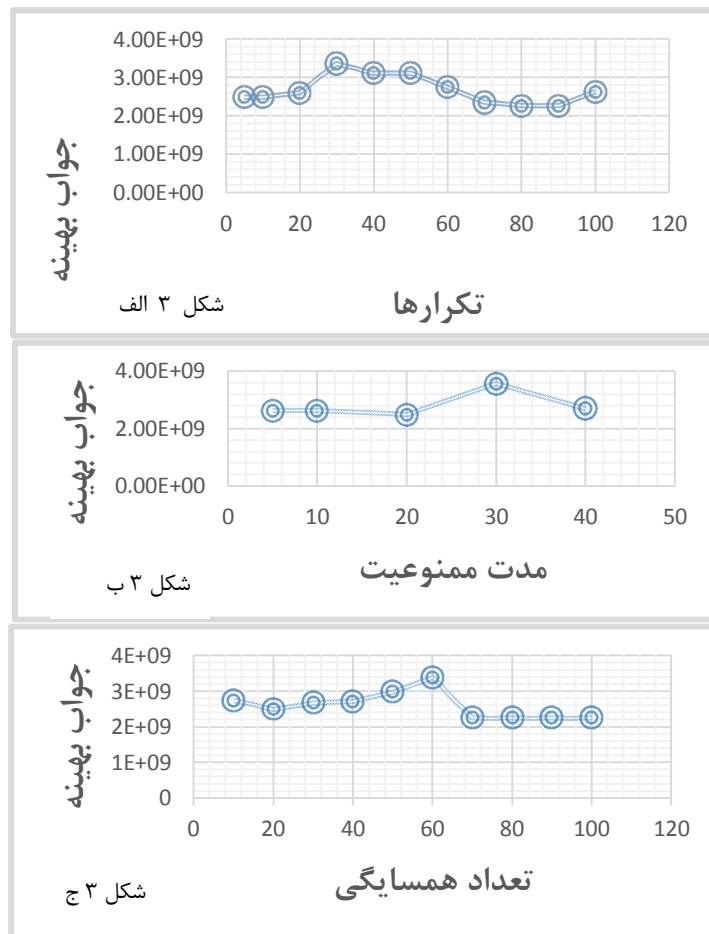 4.00E+09
3.00E+09
2.00E+09
1.00E+09
0.00E+00
0 20 40 60 80 100 120
جواب بهینه
تکرارها
شکل ۳ الف
4.00E+09
2.00E+09
0.00E+00
0 10 20 30 40 50
جواب بهینه
مدت ممنوعیت
شکل ۳ ب
4E+09
3E+09
2E+09
1E+09
0
0 20 40 60 80 100 120
جواب بهینه
تعداد همسایگی
شکل ۳ ج